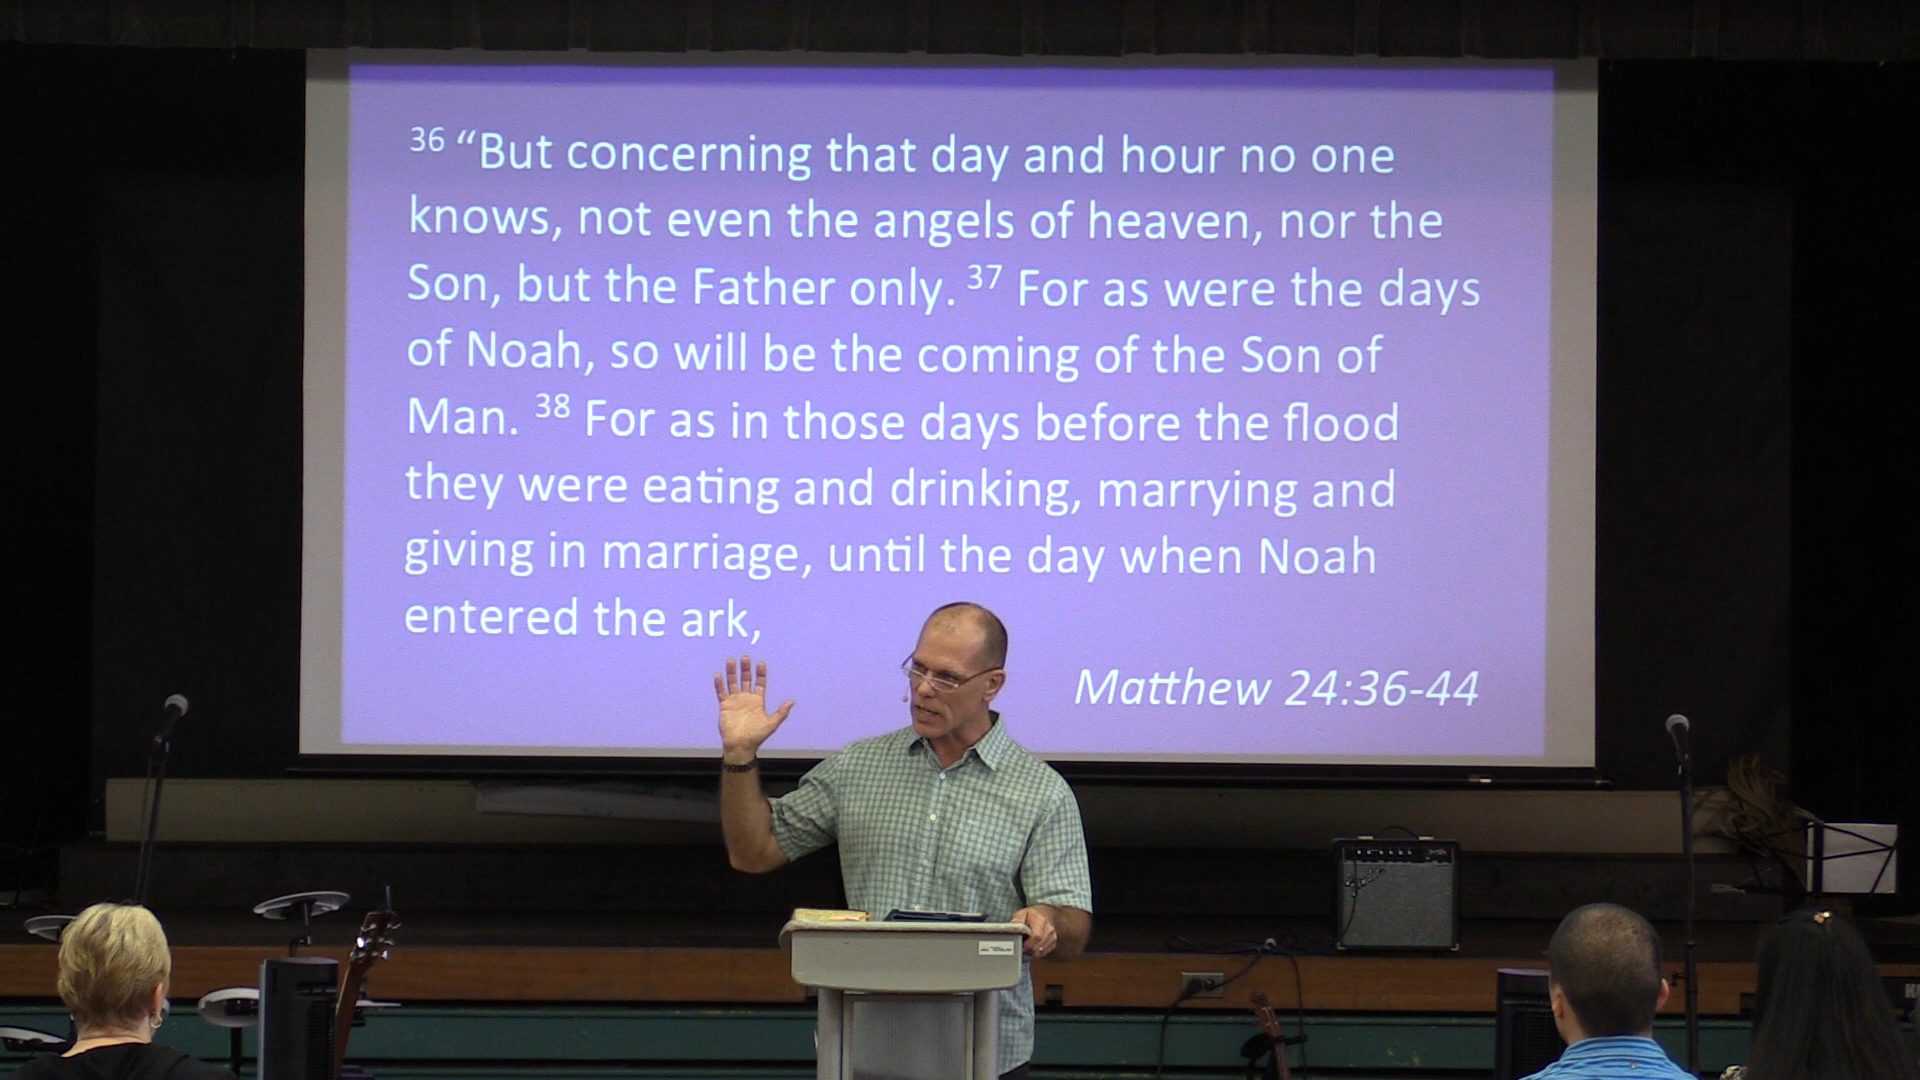 36 “But concerning that day and hour no one
knows, not even the angels of heaven, nor the
Son, but the Father only. 37 For as were the days
of Noah, so will be the coming of the Son of
Man. 38 For as in those days before the flood
they were eating and drinking, marrying and
giving in marriage, until the day when Noah
entered the ark,
Matthew 24:36-44